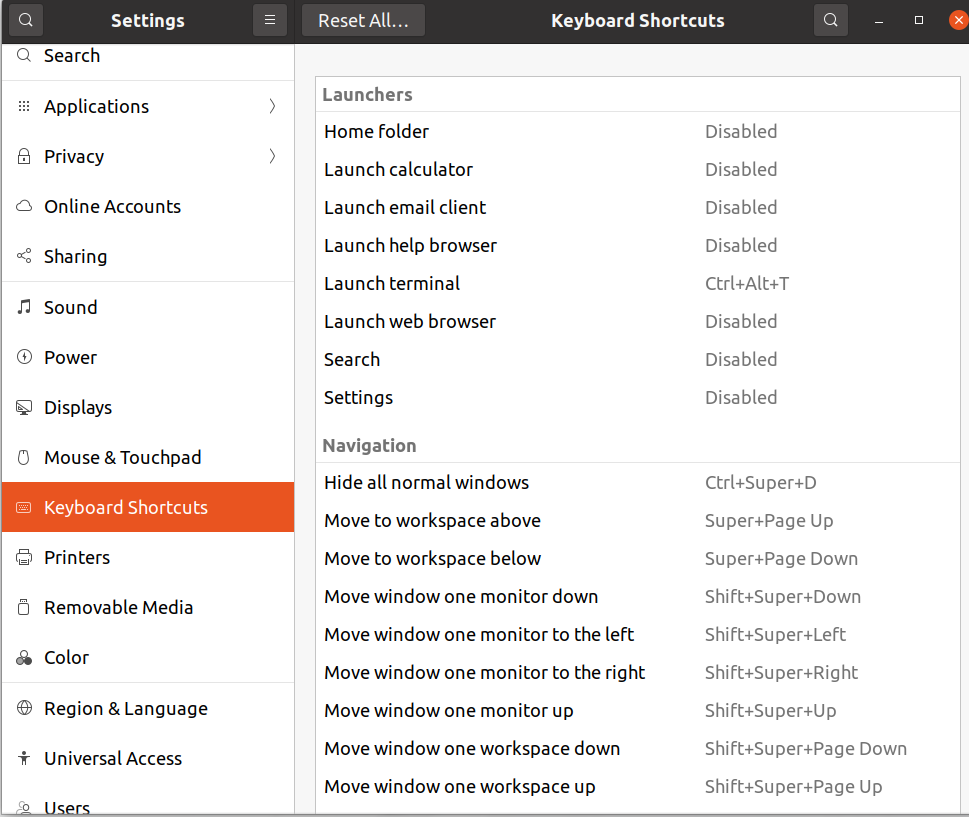 Settings
Reset All...
Keyboard Shortcuts
Search
Applications
Privacy
Online Accounts
Sharing
Sound
Power
Displays
Mouse & Touchpad
Keyboard Shortcuts
Printers
Removable Media
Color
Region & Language
Universal Access
Users
Launchers
Home folder Disabled
Launch calculator Disabled
Launch email client Disabled
Launch help browser Disabled
Launch terminal Ctrl+Alt+T
Launch web browser Disabled
Search Disabled
Settings Disabled
Navigation
Hide all normal windows Ctrl+Super+D
Move to workspace above Super+Page Up
Move to workspace below Super+Page Down
Move window one monitor down Shift+Super+Down
Move window one monitor to the left Shift+Super+Left
Move window one monitor to the right Shift+Super+Right
Move window one monitor up Shift+Super+Up
Move window one workspace down Shift+Super+Page Down
Move window one workspace up Shift+Super+Page Up